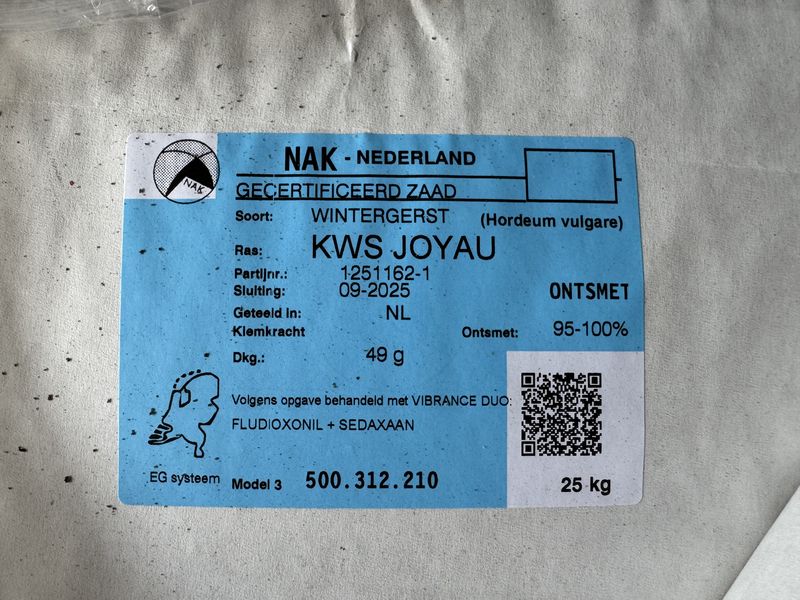 NAK
NAK - NEDERLAND
GECERTIFICEERD ZAAD
Soort: WINTERGERST (Hordeum vulgare)
Ras: KWS JOYAU
Partijnr.: 1251162-1
Sluiting: 09-2025 ONTSMET
Geteeld in: NL
Kiemkracht Ontsmet: 95-100%
Dkg.: 49 g
Volgens opgave behandeld met VIBRANCE DUO:
FLUDIOXONIL + SEDAXAAN
EG systeem Model 3 500.312.210 25 kg